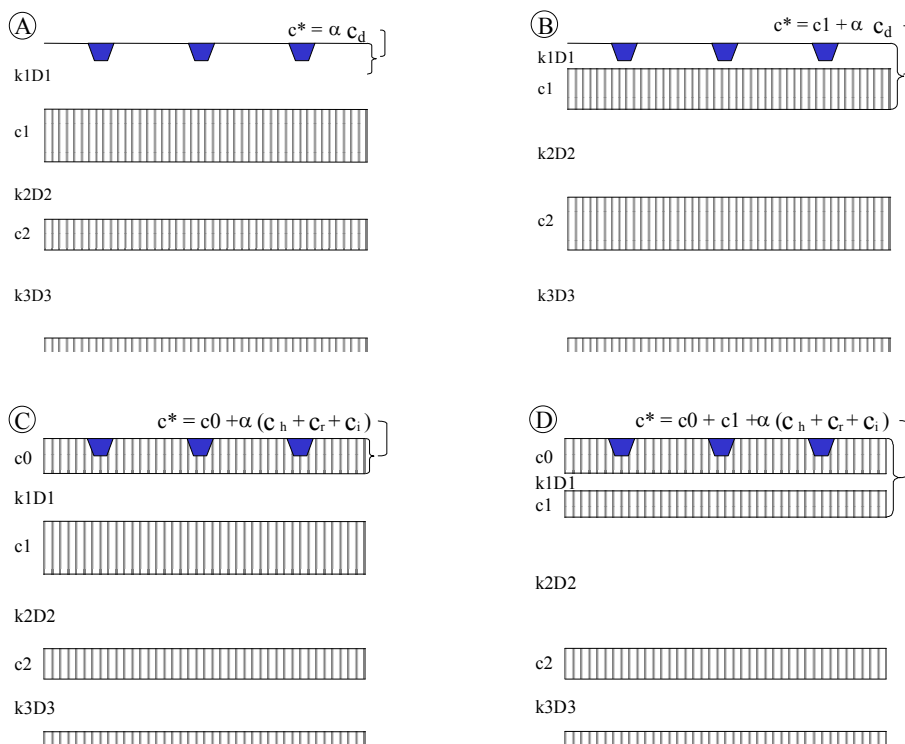 A
c* = α c_d
k1D1
c1
k2D2
c2
k3D3
B
c* = c1 + α c_d
k1D1
c1
k2D2
c2
k3D3
C
c* = c0 +α (c_h + c_r + c_i)
c0
k1D1
c1
k2D2
c2
k3D3
D
c* = c0 + c1 +α (c_h + c_r + c_i)
c0
k1D1
c1
k2D2
c2
k3D3